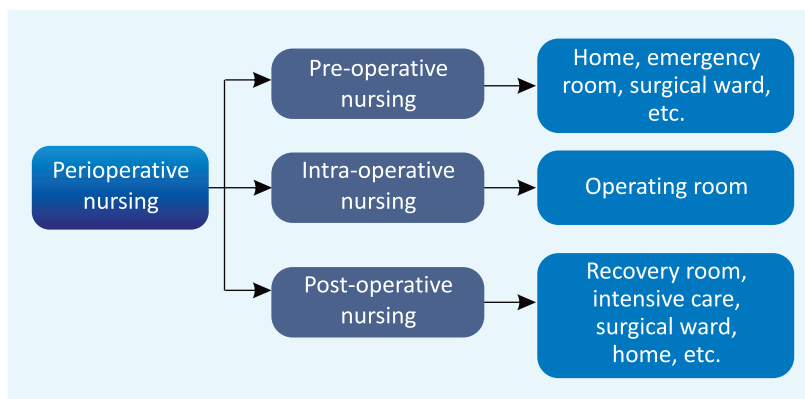 Perioperative
nursing
Pre-operative
nursing
Home, emergency
room, surgical ward,
etc.
Intra-operative
nursing
Operating room
Post-operative
nursing
Recovery room,
intensive care,
surgical ward,
home, etc.